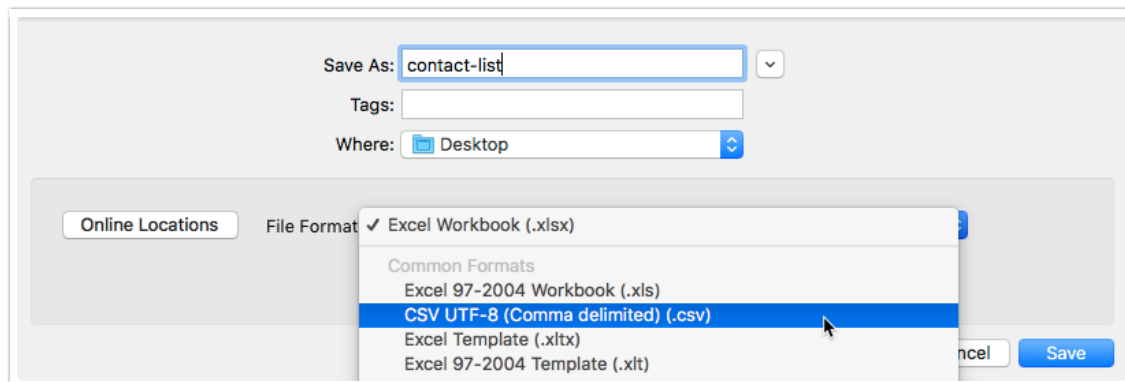 Save As: contact-list
Tags:
Where: Desktop
Online Locations File Format ✓ Excel Workbook (.xlsx)
Common Formats
Excel 97-2004 Workbook (.xls)
CSV UTF-8 (Comma delimited) (.csv)
Excel Template (.xltx)
Excel 97-2004 Template (.xlt)
ncel Save